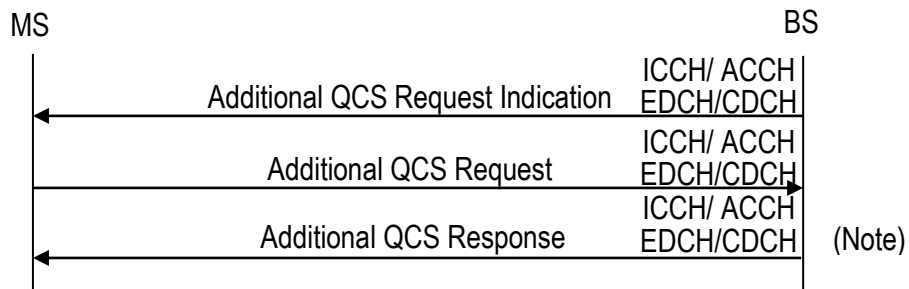 MS
BS
ICCH/ ACCH
Additional QCS Request Indication
EDCH/CDCH
ICCH/ ACCH
Additional QCS Request
EDCH/CDCH
ICCH/ ACCH
Additional QCS Response
EDCH/CDCH
(Note)